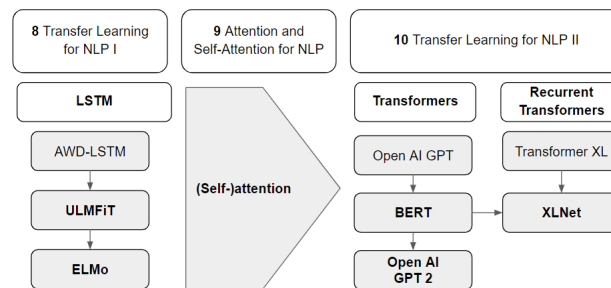 8 Transfer Learning
for NLP I
9 Attention and
Self-Attention for NLP
10 Transfer Learning for NLP II
LSTM
Transformers
Recurrent
Transformers
AWD-LSTM
ULMFiT
ELMo
(Self-)attention
Open AI GPT
BERT
Open AI
GPT 2
Transformer XL
XLNet